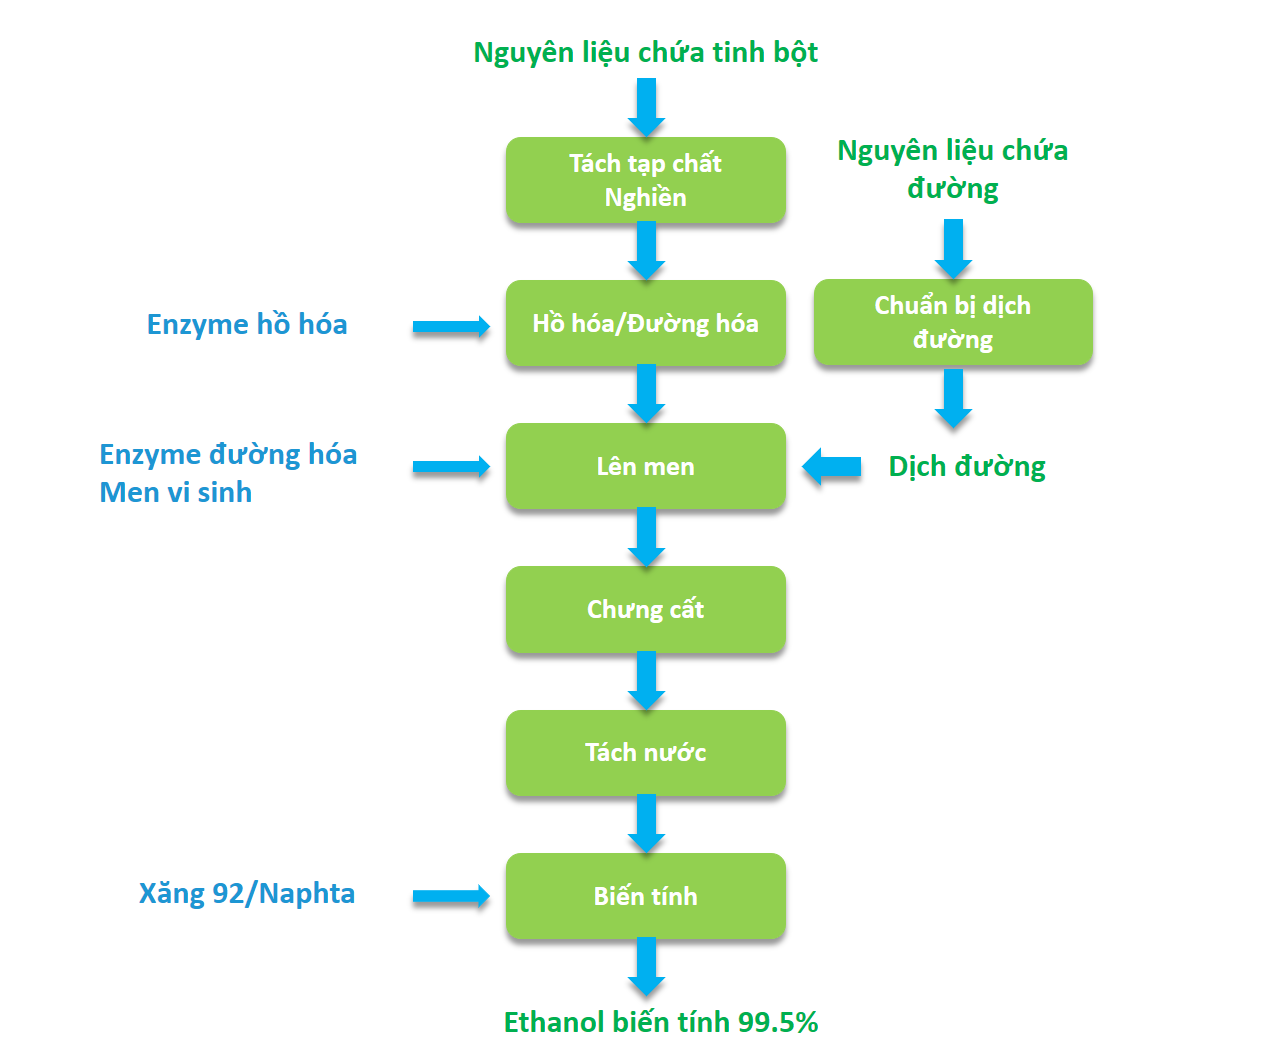 Nguyên liệu chứa tinh bột
Tách tạp chất
Nghiền
Nguyên liệu chứa
đường
Enzyme hồ hóa
Hồ hóa/Đường hóa
Chuẩn bị dịch
đường
Enzyme đường hóa
Men vi sinh
Lên men
Dịch đường
Chưng cất
Tách nước
Xăng 92/Naphta
Biến tính
Ethanol biến tính 99.5%